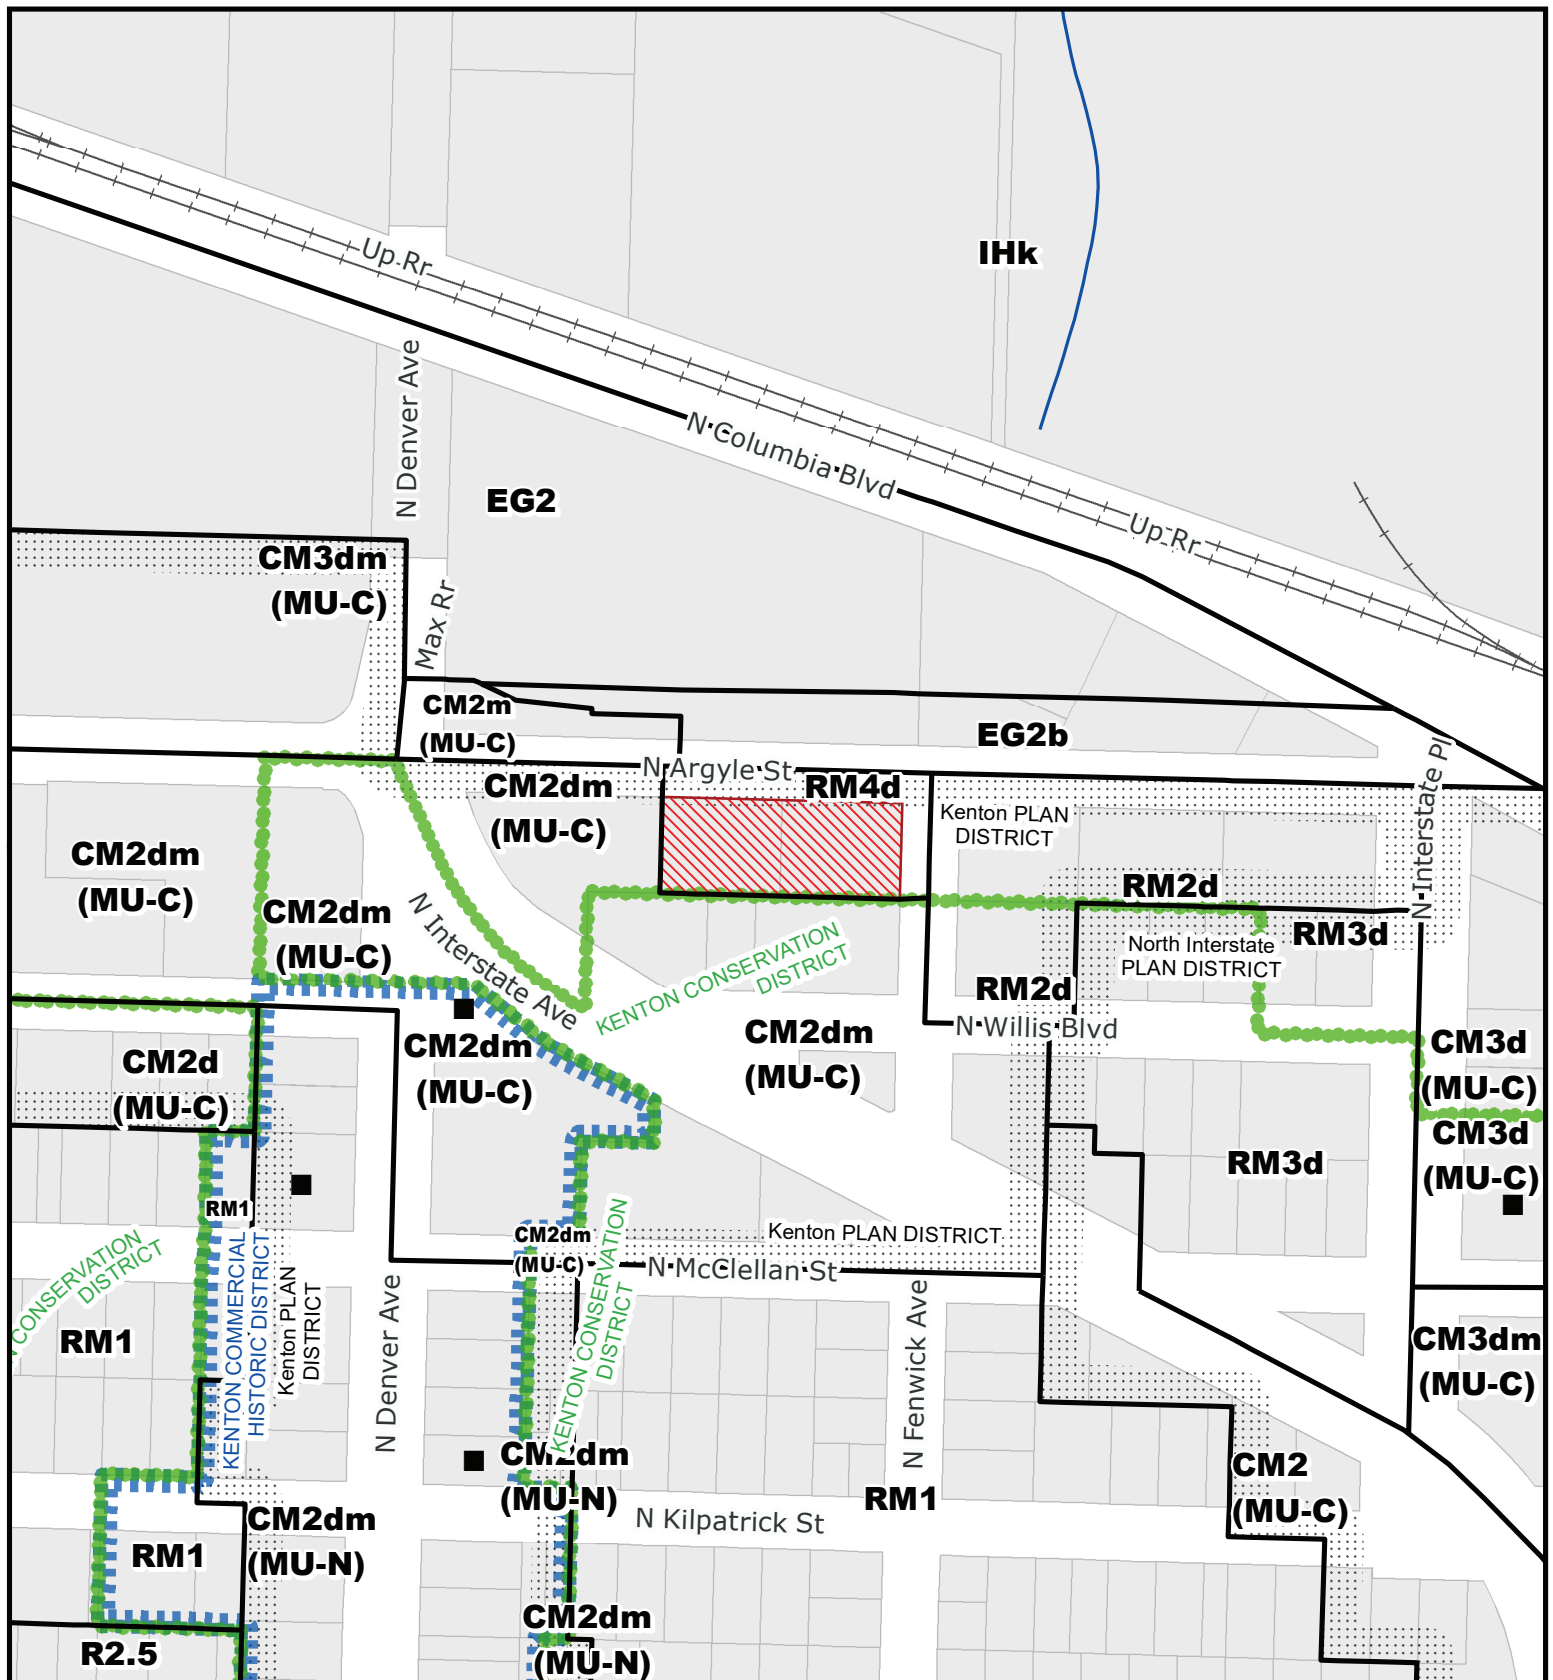 IHk
Up Rr
N Denver Ave
N Columbia Blvd
EG2
Up Rr
CM3dm
(MU-C)
Max Rr
CM2m
(MU-C)
EG2b
N Interstate Pl
N Argyle St
CM2dm
(MU-C)
RM4d
Kenton PLAN
DISTRICT
CM2dm
(MU-C)
RM2d
CM2dm
(MU-C)
N Interstate Ave
KENTON CONSERVATION
DISTRICT
RM3d
North Interstate
PLAN DISTRICT
RM2d
N Willis Blvd
CM2dm
(MU-C)
CM2dm
(MU-C)
CM3d
(MU-C)
CM2d
(MU-C)
CM3d
(MU-C)
RM3d
RM1
CM2dm
(MU-C)
Kenton PLAN DISTRICT
N McClellan St
KENTON CONSERVATION
DISTRICT
CONSERVATION
DISTRICT
KENTON COMMERCIAL
HISTORIC DISTRICT
Kenton PLAN
DISTRICT
N Denver Ave
N Fenwick Ave
RM1
CM3dm
(MU-C)
CM2dm
(MU-N)
RM1
CM2
(MU-C)
CM2dm
(MU-N)
N Kilpatrick St
RM1
CM2dm
(MU-N)
R2.5